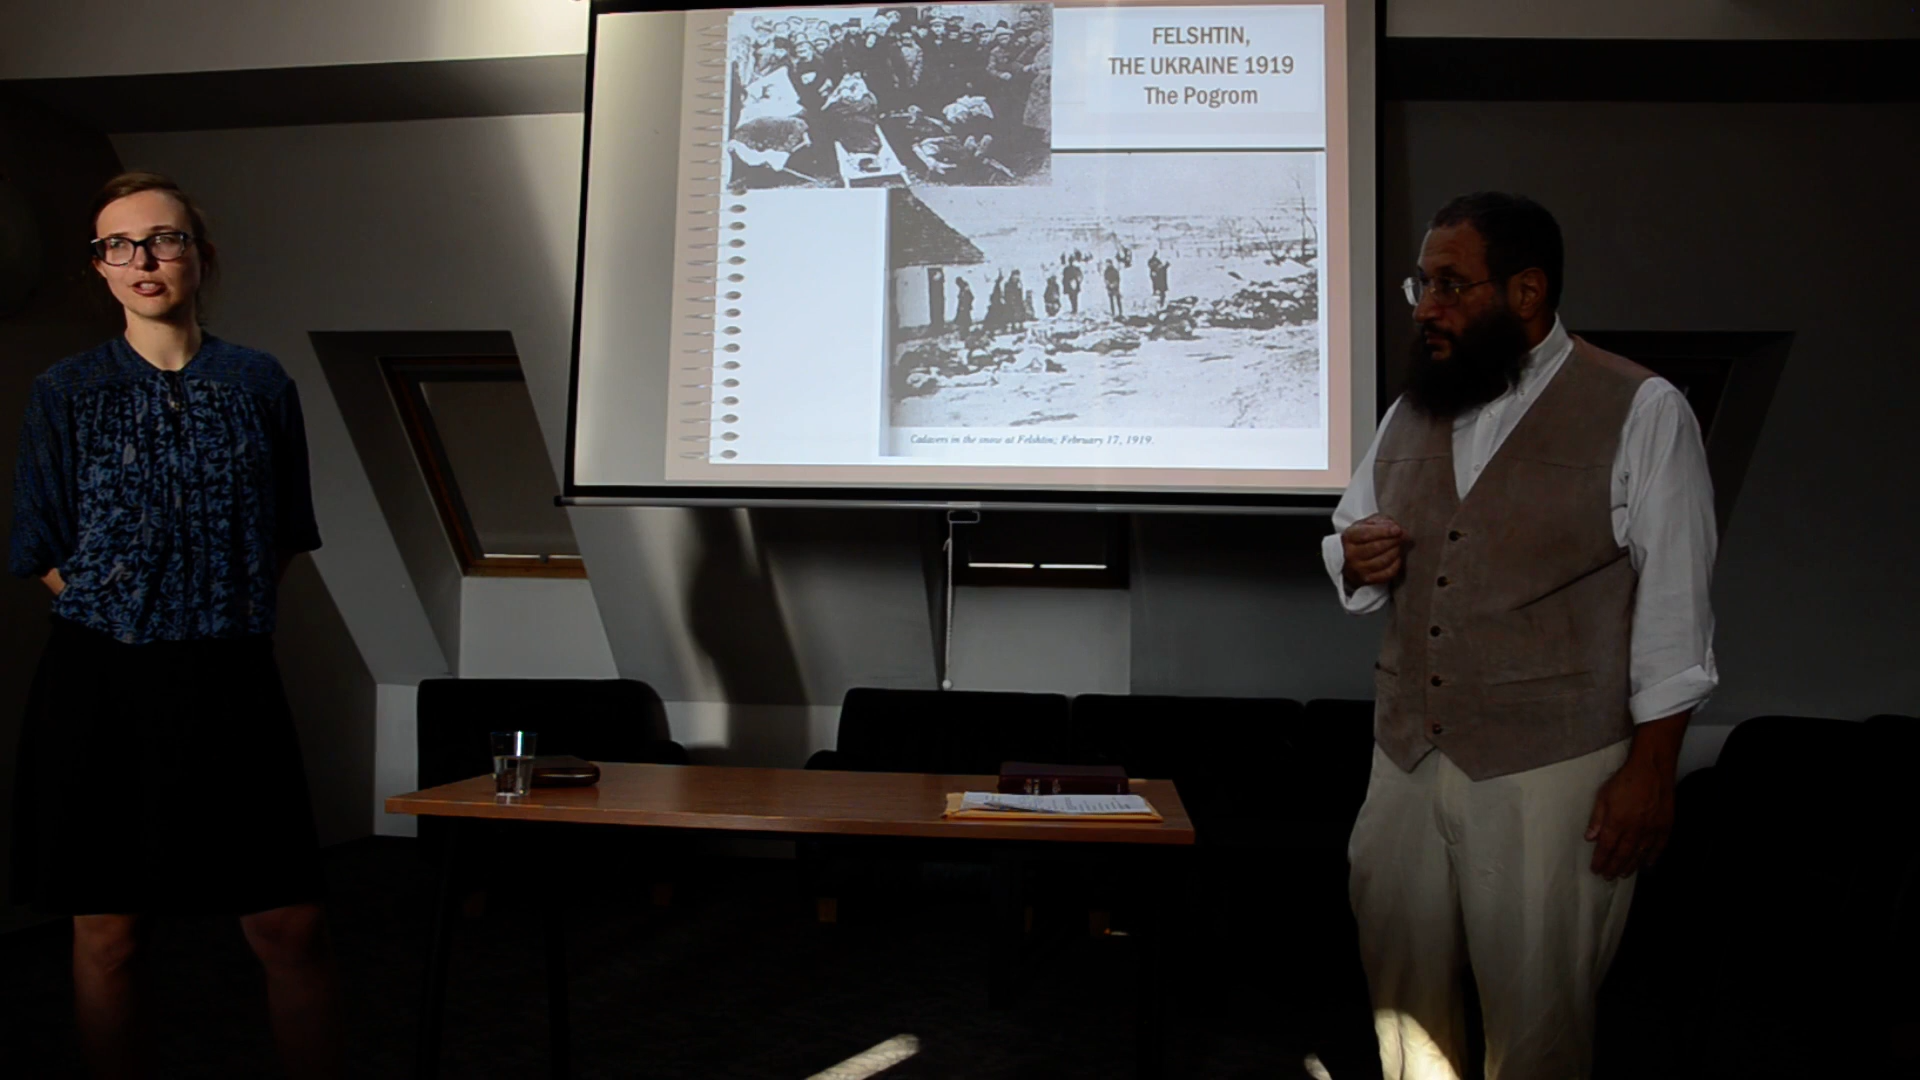 FELSHTIN,
THE UKRAINE 1919
The Pogrom
Cadavers in the snow at Felshtin; February 17, 1919.